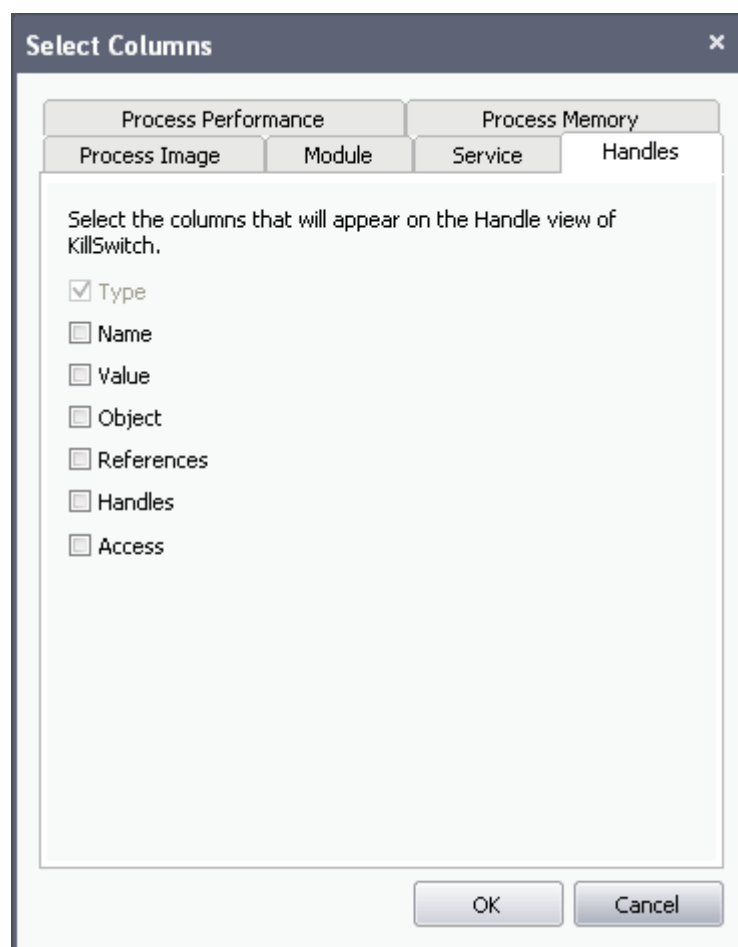 Select Columns
Process Performance Process Memory
Process Image Module Service Handles
Select the columns that will appear on the Handle view of
KillSwitch.
Type
Name
Value
Object
References
Handles
Access
OK Cancel